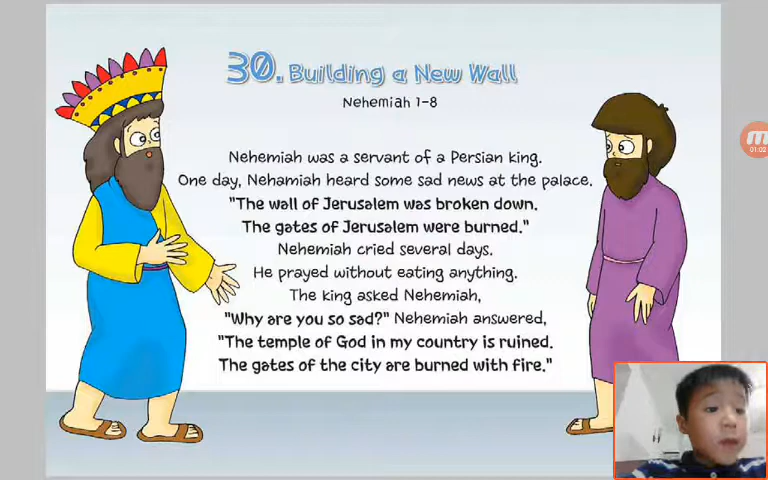 30. Building a New Wall
Nehemiah 1-8
Nehemiah was a servant of a Persian king.
One day, Nehamiah heard some sad news at the palace.
"The wall of Jerusalem was broken down.
The gates of Jerusalem were burned."
Nehemiah cried several days.
He prayed without eating anything.
The king asked Nehemiah,
"Why are you so sad?" Nehemiah answered,
"The temple of God in my country is ruined.
The gates of the city are burned with fire."
M
01:02